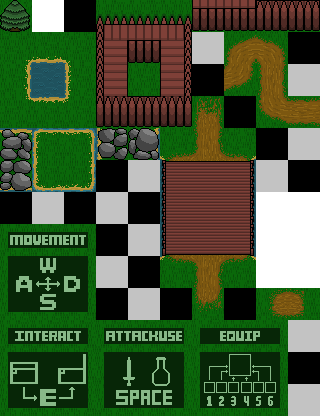 MOVEMENT
W
A D
S
INTERACT
E
ATTACK/USE
SPACE
EQUIP
1 2 3 4 5 6